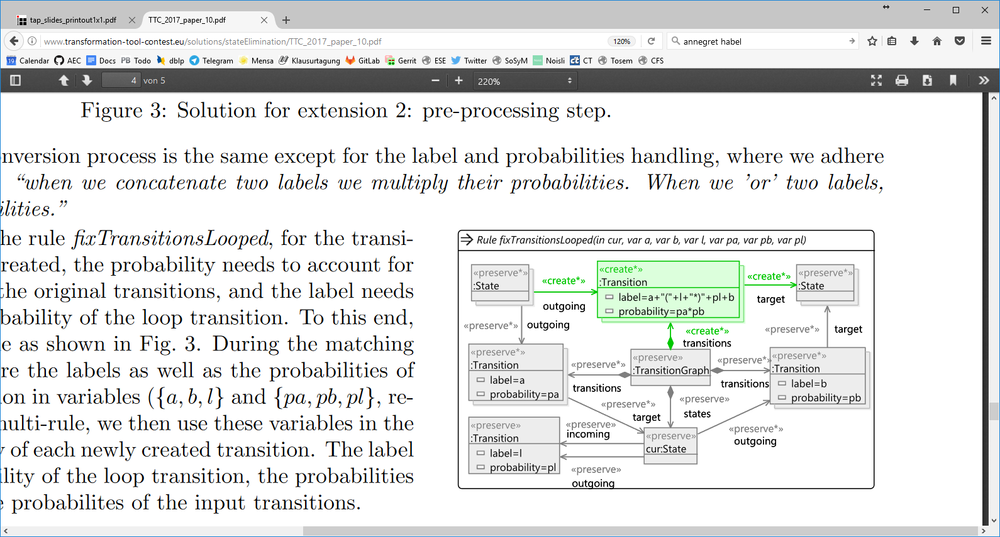 tap_slides_printout1x1.pdf
TTC_2017_paper_10.pdf
www.transformation-tool-contest.eu/solutions/stateElimination/TTC_2017_paper_10.pdf
120%
annegret habel
19 Calendar AEC Docs PB Todo dblp Telegram Mensa Klausurtagung GitLab Gerrit ESE Twitter SoSyM Noisli ct CT Tosem CFS
4 von 5
220%
Figure 3: Solution for extension 2: pre-processing step.
onversion process is the same except for the label and probabilities handling, where we adhere
“when we concatenate two labels we multiply their probabilities. When we ’or’ two labels,
ilities.”
he rule fixTransitionsLooped, for the transi-
reated, the probability needs to account for
the original transitions, and the label needs
bability of the loop transition. To this end,
e as shown in Fig. 3. During the matching
re the labels as well as the probabilities of
ion in variables ({a, b, l} and {pa, pb, pl}, re-
nulti-rule, we then use these variables in the
y of each newly created transition. The label
ility of the loop transition, the probabilities
e probabilites of the input transitions.
Rule fixTransitionsLooped(in cur, var a, var b, var l, var pa, var pb, var pl)
«preserve*»
:State
«create*»
outgoing
«create*»
:Transition
label=a+"("+l+"*)"+pl+b
probability=pa*pb
«create*»
target
«preserve*»
:State
«preserve*»
outgoing
«create*»
transitions
«preserve*»
target
«preserve*»
:Transition
label=a
probability=pa
«preserve*»
transitions
«preserve»
:TransitionGraph
«preserve*»
transitions
«preserve*»
:Transition
label=b
probability=pb
«preserve*»
target
«preserve»
states
«preserve»
:Transition
label=l
probability=pl
«preserve»
incoming
«preserve»
cur:State
«preserve*»
outgoing
«preserve»
outgoing